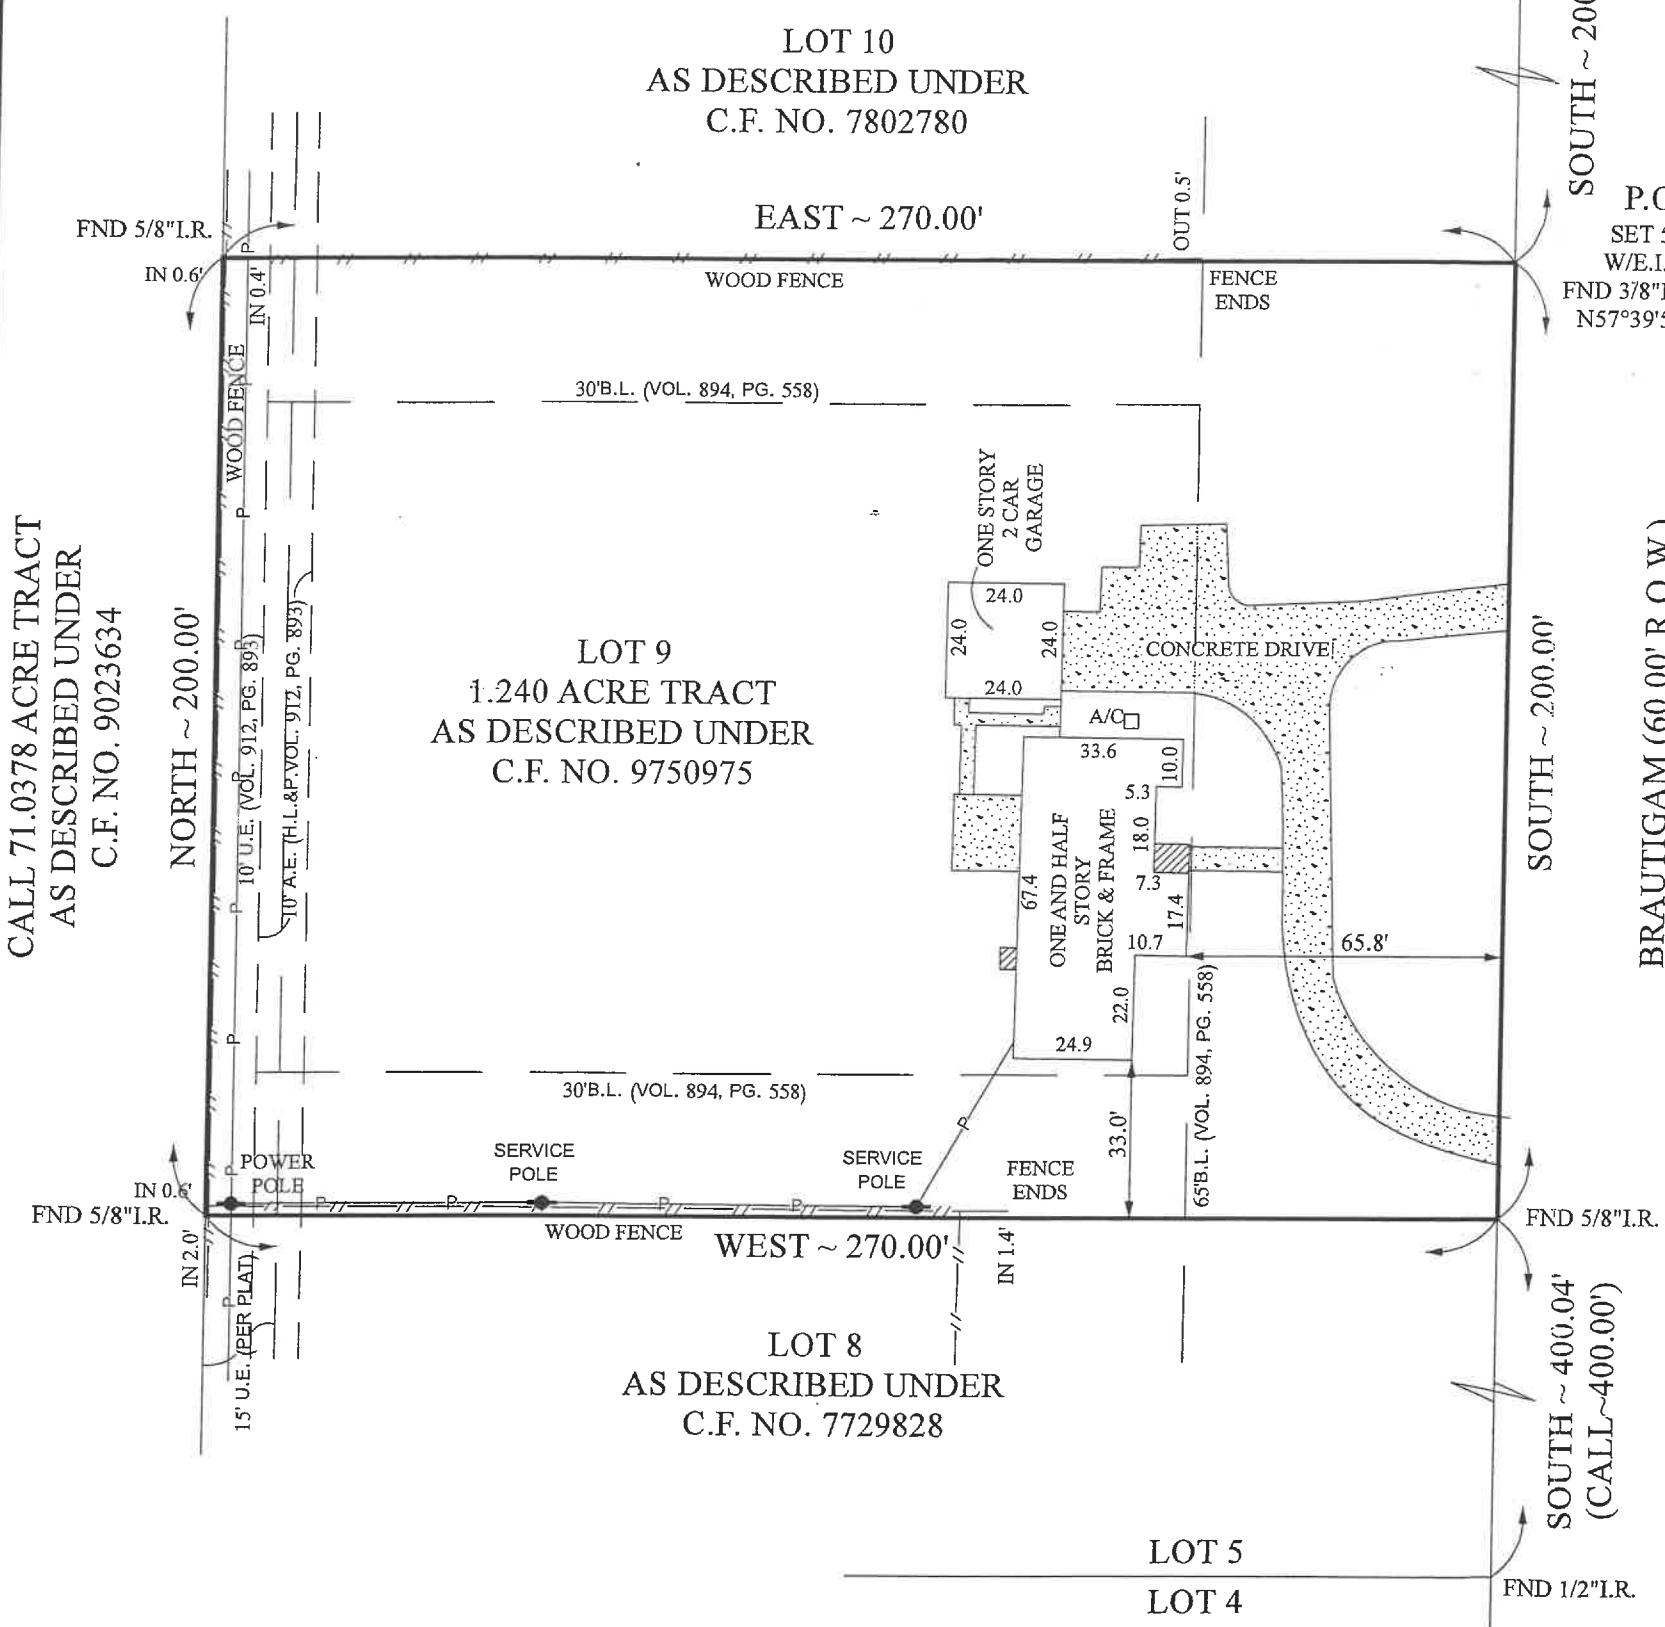 LOT 10
AS DESCRIBED UNDER
C.F. NO. 7802780
SOUTH ~ 200
EAST ~ 270.00'
OUT 0.5'
FND 5/8"I.R.
IN 0.6'
IN 0.4'
P
WOOD FENCE
FENCE
ENDS
P.O
SET 5
W/E.I.
FND 3/8"I
N57°39'5
WOOD FENCE
30'B.L. (VOL. 894, PG. 558)
ONE STORY
2 CAR
GARAGE
24.0
24.0
24.0
24.0
CONCRETE DRIVE
CALL 71.0378 ACRE TRACT
AS DESCRIBED UNDER
C.F. NO. 9023634
NORTH ~ 200.00'
P
P
P
P
P
10' U.E. (VOL. 912, PG. 893)
10' A.E. (H.L.&P.VOL. 912, PG. 893)
LOT 9
1.240 ACRE TRACT
AS DESCRIBED UNDER
C.F. NO. 9750975
A/C
33.6
10.0
5.3
18.0
7.3
17.4
67.4
ONE AND HALF
STORY
BRICK & FRAME
10.7
22.0
24.9
65.8'
SOUTH ~ 200.00'
BRAUTIGAM (60.00' R.O.W.)
30'B.L. (VOL. 894, PG. 558)
33.0'
65'B.L. (VOL. 894, PG. 558)
P
POWER
POLE
SERVICE
POLE
SERVICE
POLE
FENCE
ENDS
P
P
P
P
P
IN 0.6'
FND 5/8"I.R.
IN 2.0'
WOOD FENCE
WEST ~ 270.00'
IN 1.4'
FND 5/8"I.R.
P
15' U.E. (PER PLAT)
LOT 8
AS DESCRIBED UNDER
C.F. NO. 7729828
SOUTH ~ 400.04'
(CALL~400.00')
LOT 5
LOT 4
FND 1/2"I.R.